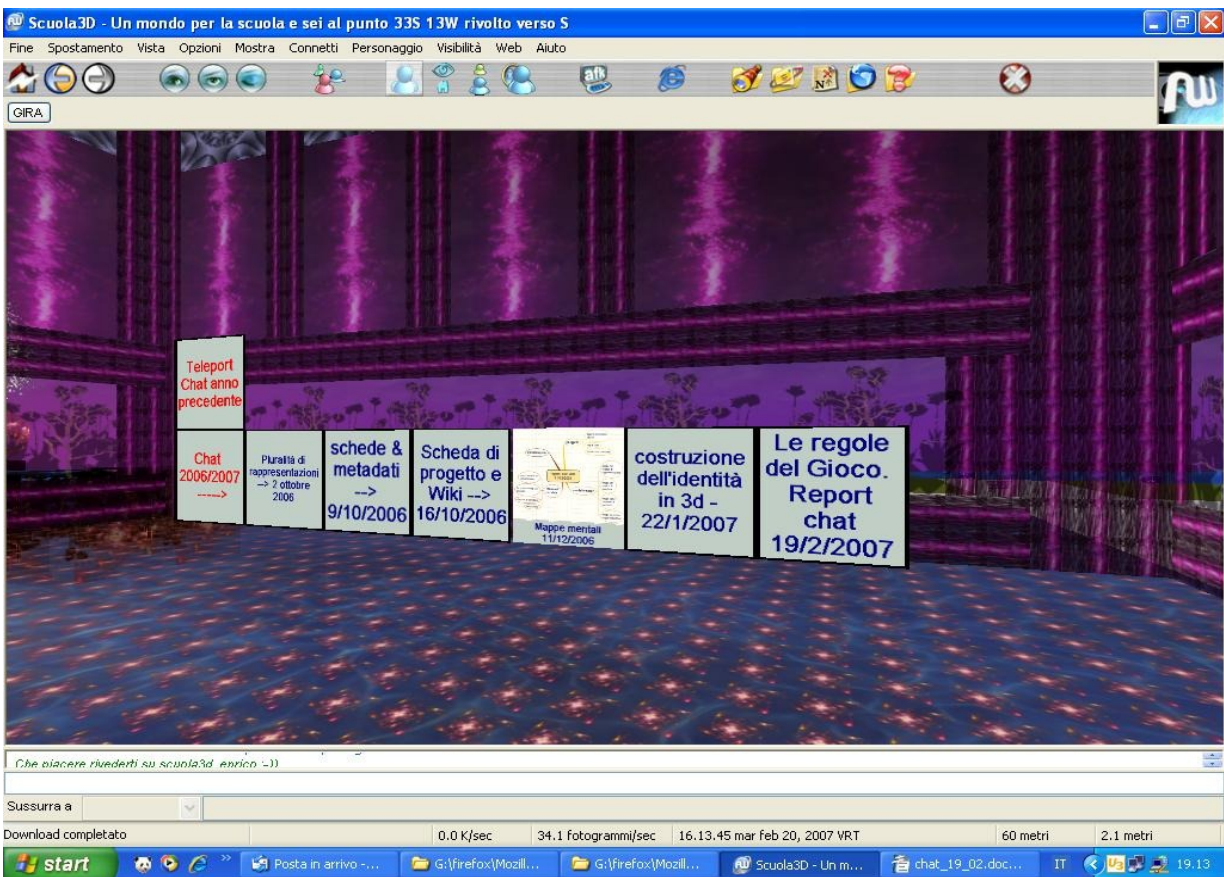 Scuola3D - Un mondo per la scuola e sei al punto 33S 13W rivolto verso S
Fine Spostamento Vista Opzioni Mostra Connetti Personaggio Visibilità Web Aiuto
afk
GIRA
Teleport
Chat anno
precedente
Chat
2006/2007
----->
Pluralità di
rappresentazioni
--> 2 ottobre
2006
schede &
metadati
-->
9/10/2006
Scheda di
progetto e
Wiki -->
16/10/2006
Mappe mentali
11/12/2006
costruzione
dell'identità
in 3d -
22/1/2007
Le regole
del Gioco.
Report
chat
19/2/2007
Che piacere rivederti su scuola3d, enrico :-))
Sussurra a
Download completato 0.0 K/sec 34.1 fotogrammi/sec 16.13.45 mar feb 20, 2007 VRT 60 metri 2.1 metri
start Posta in arrivo -... G:\firefox\Mozill... G:\firefox\Mozill... Scuola3D - Un m... chat_19_02.doc... IT 19.13